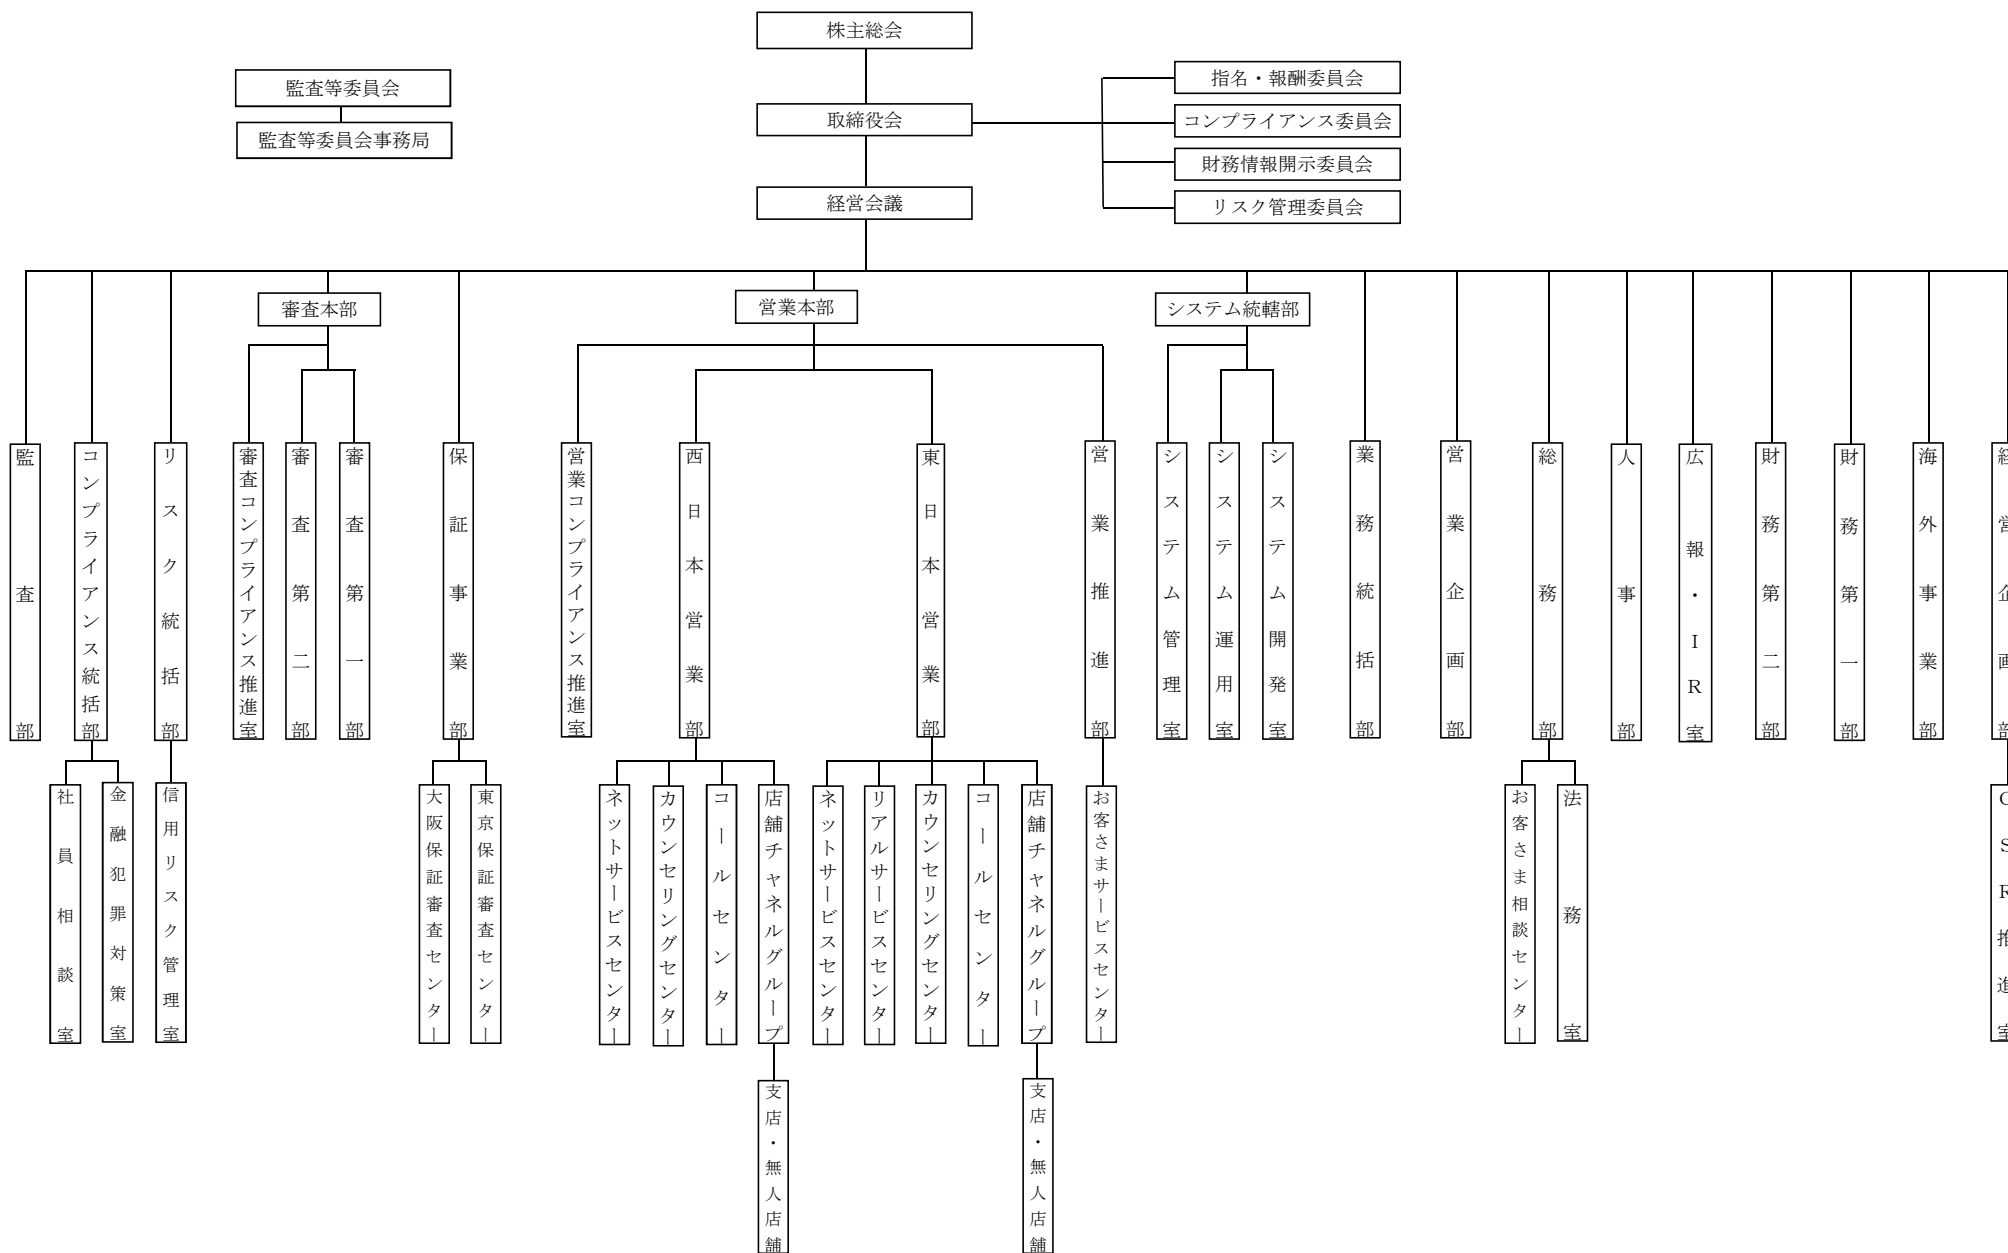 株主総会
監査等委員会
監査等委員会事務局
取締役会
指名・報酬委員会
コンプライアンス委員会
財務情報開示委員会
リスク管理委員会
経営会議
審査本部
営業本部
システム統轄部
監査部
コンプライアンス統括部
リスク統括部
審査コンプライアンス推進室
審査第二部
審査第一部
保証事業部
営業コンプライアンス推進室
西日本営業部
東日本営業部
営業推進部
システム管理室
システム運用室
システム開発室
業務統括部
営業企画部
総務部
人事部
広報・IR室
財務第二部
財務第一部
海外事業部
経営企画部
社員相談室
金融犯罪対策室
信用リスク管理室
大阪保証審査センター
東京保証審査センター
ネットサービスセンター
カウンセリングセンター
コールセンター
店舗チャネルグループ
ネットサービスセンター
リアルサービスセンター
カウンセリングセンター
コールセンター
店舗チャネルグループ
お客さまサービスセンター
お客さま相談センター
法務室
CSR推進室
支店・無人店舗
支店・無人店舗